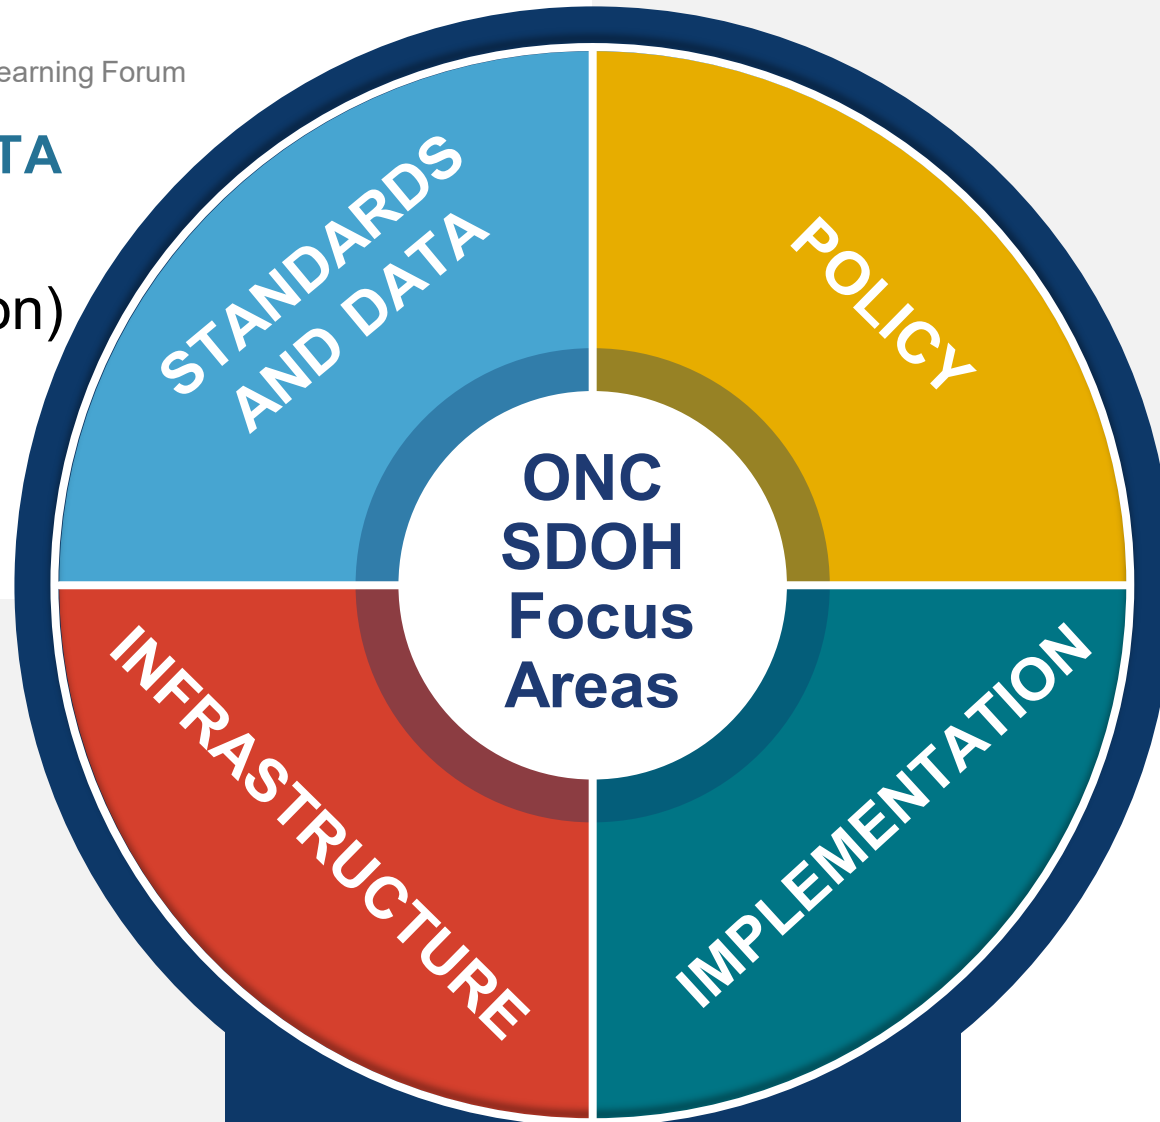 earning Forum
TA
on)
STANDARDS
AND DATA
POLICY
ONC
SDOH
Focus
Areas
INFRASTRUCTURE
IMPLEMENTATION